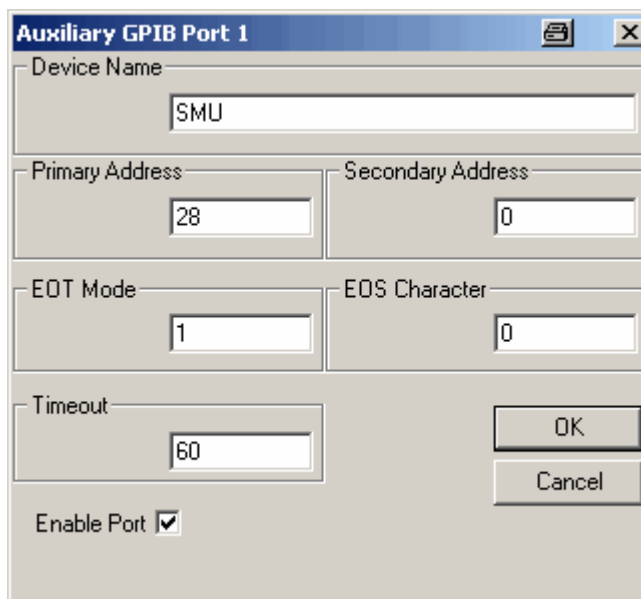 Auxiliary GPIB Port 1
Device Name
SMU
Primary Address
28
Secondary Address
0
EOT Mode
1
EOS Character
0
Timeout
60
OK
Cancel
Enable Port